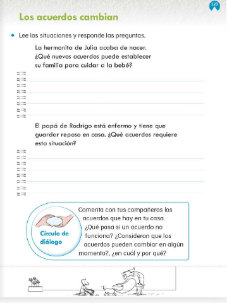 Los acuerdos cambian
Lee las situaciones y responde las preguntas.
La hermanita de Julia acaba de nacer.
¿Qué nuevos acuerdos puede establecer
su familia para cuidar a la bebé?
El papá de Rodrigo está enfermo y tiene que
guardar reposo en casa. ¿Qué acuerdos requiere
esta situación?
Círculo de
diálogo
Comenta con tus compañeros los
acuerdos que hay en tu casa.
¿Qué pasa si un acuerdo no
funciona? ¿Consideran que los
acuerdos pueden cambiar en algún
momento?, ¿en cuál y por qué?